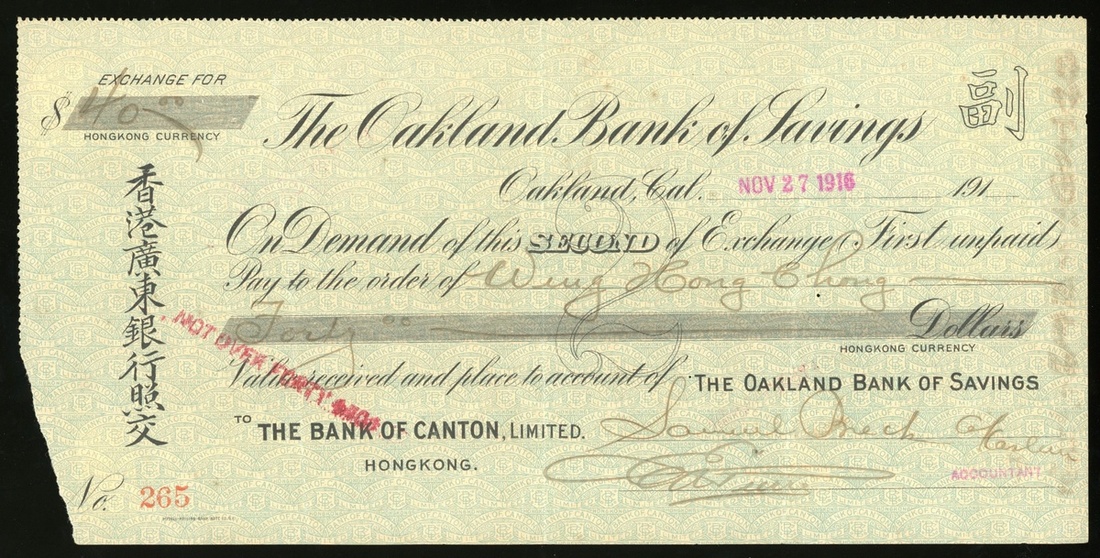 EXCHANGE FOR
$ 40.00
HONGKONG CURRENCY
The Oakland Bank of Savings
副
Oakland, Cal. NOV 27 1916 191
On Demand of this SECOND of Exchange, First unpaid
Pay to the order of Wing Hong Chong
Forty 00 Dollars
HONGKONG CURRENCY
NOT OVER FORTY
Value received and place to account of THE OAKLAND BANK OF SAVINGS
TO THE BANK OF CANTON, LIMITED.
HONGKONG.
Samuel Breck
ACCOUNTANT
香港廣東銀行照交
No. 265